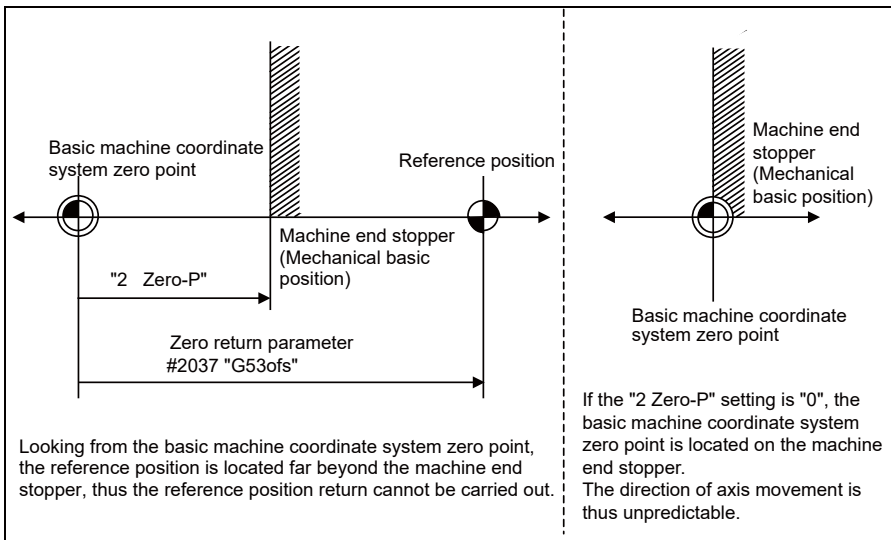 Basic machine coordinate
system zero point
Reference position
Machine end stopper
(Mechanical basic
position)
"2   Zero-P"
Zero return parameter
#2037 "G53ofs"
Looking from the basic machine coordinate system zero point,
the reference position is located far beyond the machine end
stopper, thus the reference position return cannot be carried out.
Machine end
stopper
(Mechanical
basic position)
Basic machine coordinate
system zero point
If the "2 Zero-P" setting is "0", the
basic machine coordinate system
zero point is located on the machine
end stopper.
The direction of axis movement is
thus unpredictable.